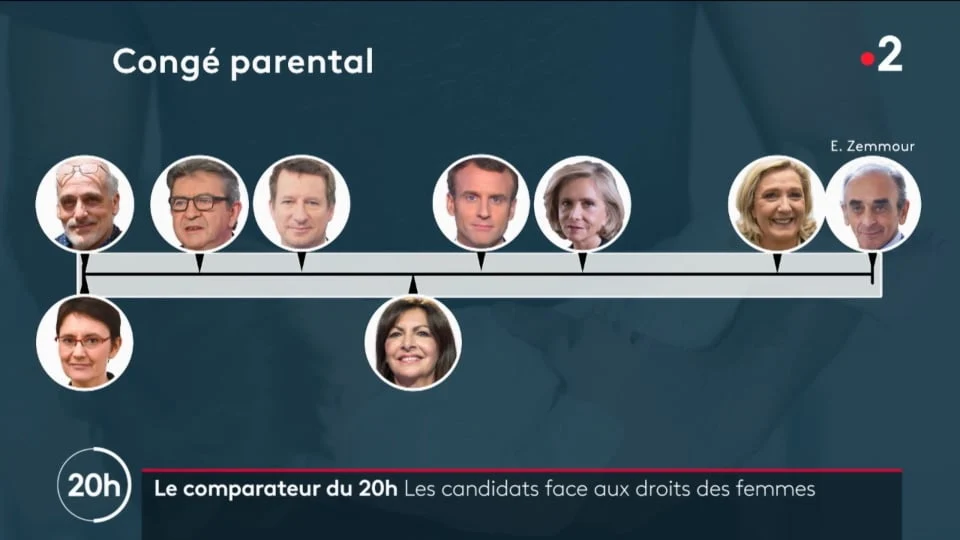 Congé parental
2
E. Zemmour
20h
Le comparateur du 20h Les candidats face aux droits des femmes